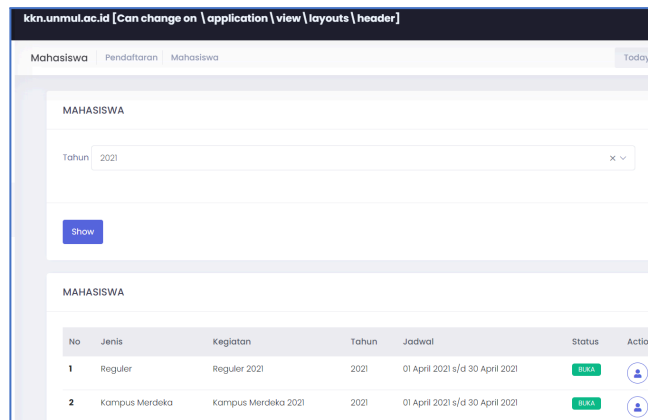 kkn.unmul.ac.id [Can change on \application\view\layouts\header]
Mahasiswa Pendaftaran Mahasiswa Today
MAHASISWA
Tahun 2021
Show
MAHASISWA
No Jenis Kegiatan Tahun Jadwal Status Actio
1 Reguler Reguler 2021 2021 01 April 2021 s/d 30 April 2021 BUKA
2 Kampus Merdeka Kampus Merdeka 2021 2021 01 April 2021 s/d 30 April 2021 BUKA